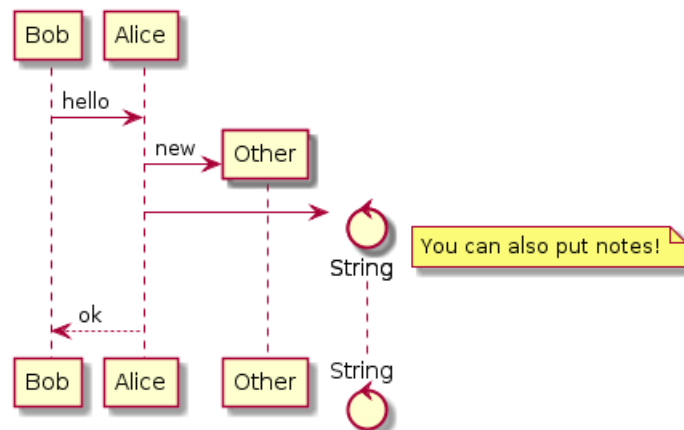 Bob Alice
hello
new
Other
You can also put notes!
String
ok
Bob Alice Other String